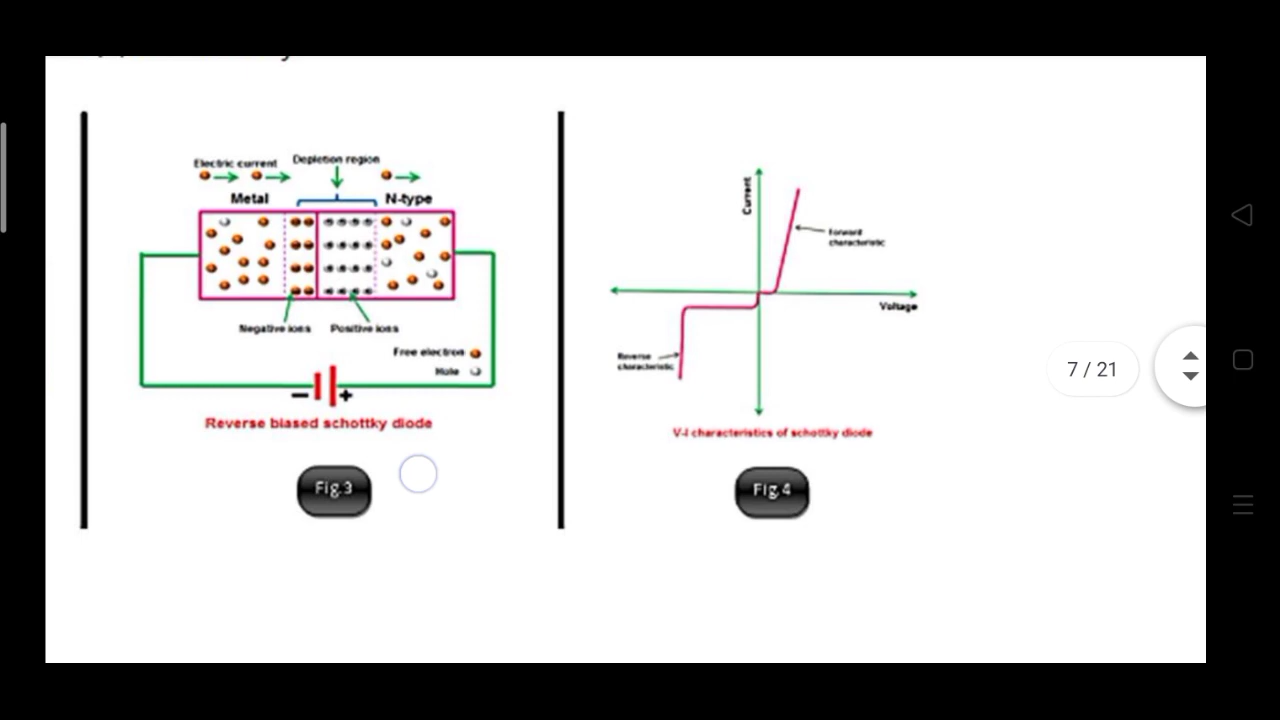 Electric current
Depletion region
Metal
N-type
Negative ions
Positive ions
Free electron
Hole
− +
Reverse biased schottky diode
Fig.3
Current
Forward
characteristic
Voltage
Reverse
characteristic
V-I characteristics of schottky diode
Fig.4
7 / 21